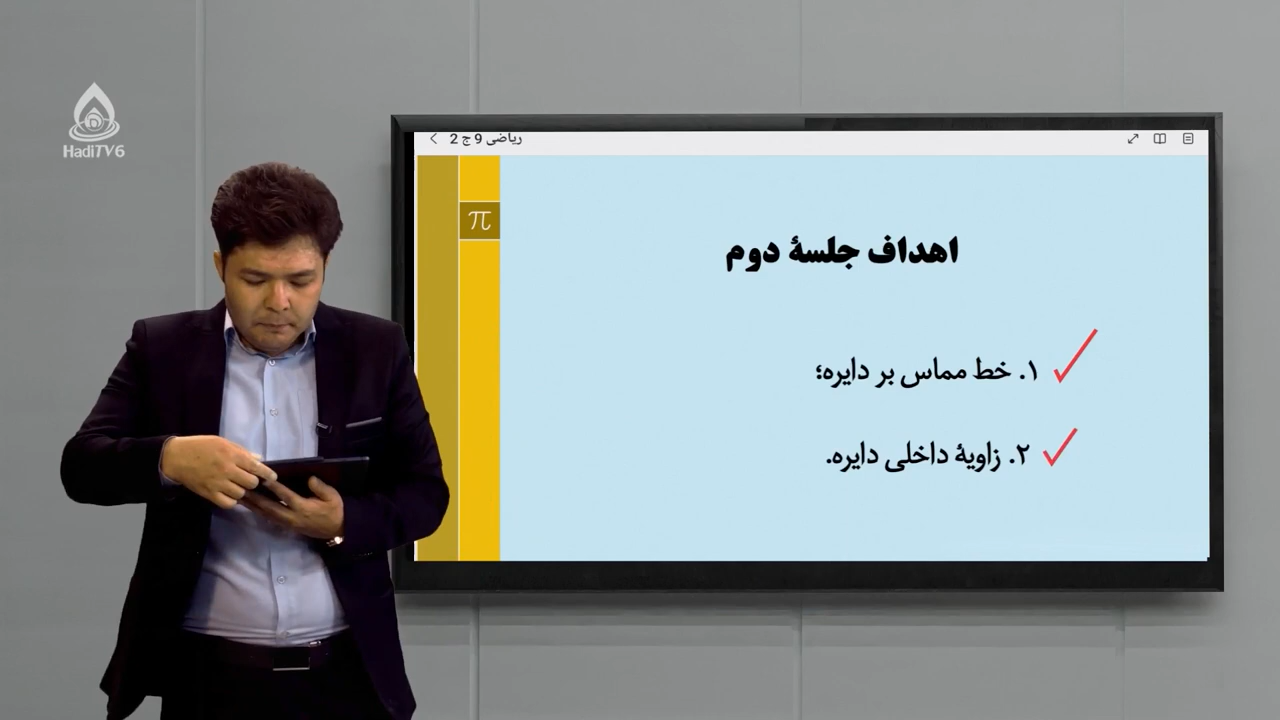 HadiTV6
ریاضی 9 ج 2
π
اهداف جلسهٔ دوم
۱. خط مماس بر دایره؛
۲. زاویهٔ داخلی دایره.